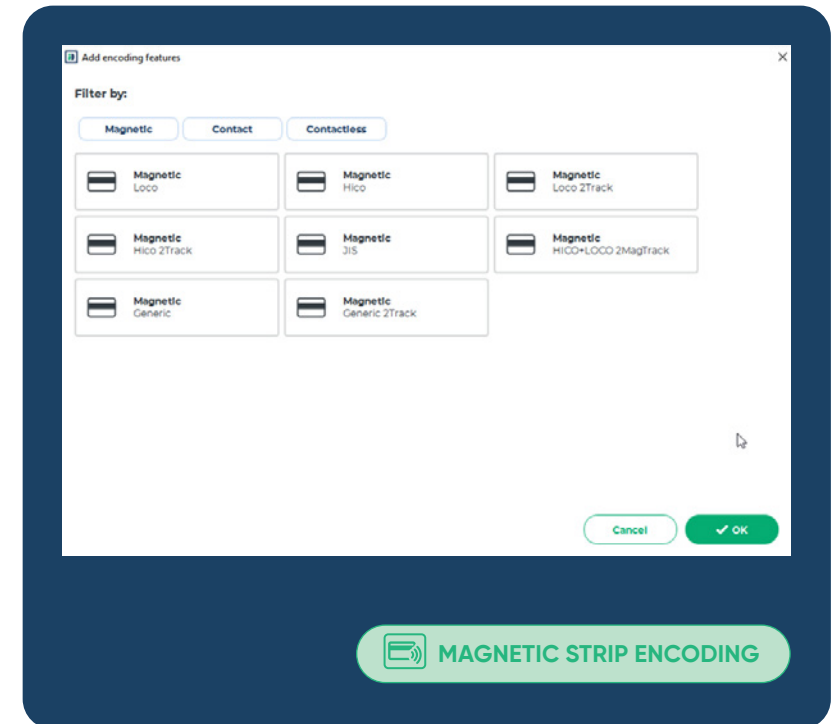 Add encoding features
Filter by:
Magnetic Contact Contactless
Magnetic
Loco
Magnetic
Hico
Magnetic
Loco 2Track
Magnetic
Hico 2Track
Magnetic
JIS
Magnetic
HICO+LOCO 2MagTrack
Magnetic
Generic
Magnetic
Generic 2Track
Cancel
OK
MAGNETIC STRIP ENCODING